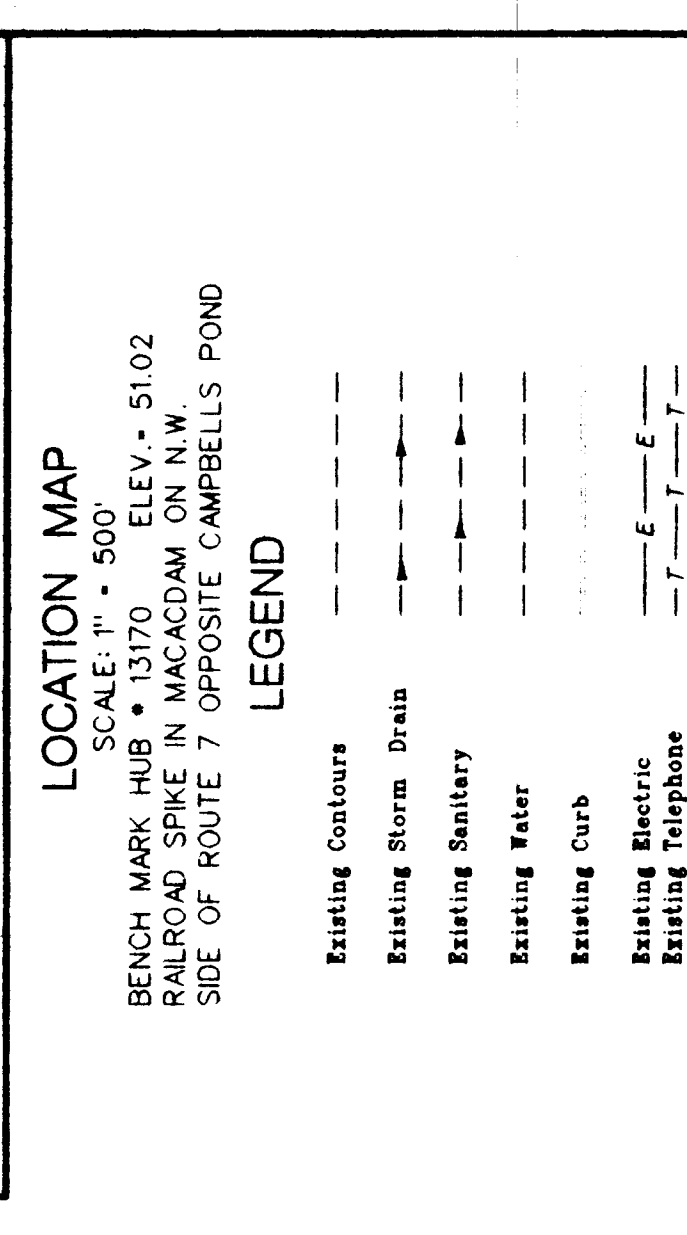 LOCATION MAP
SCALE: 1" - 500'
BENCH MARK HUB * 13170 ELEV.- 51.02
RAILROAD SPIKE IN MACACDAM ON N.W.
SIDE OF ROUTE 7 OPPOSITE CAMPBELLS POND
LEGEND
Existing Contours
Existing Storm Drain
Existing Sanitary
Existing Water
Existing Curb
Existing Electric E E
Existing Telephone T T T